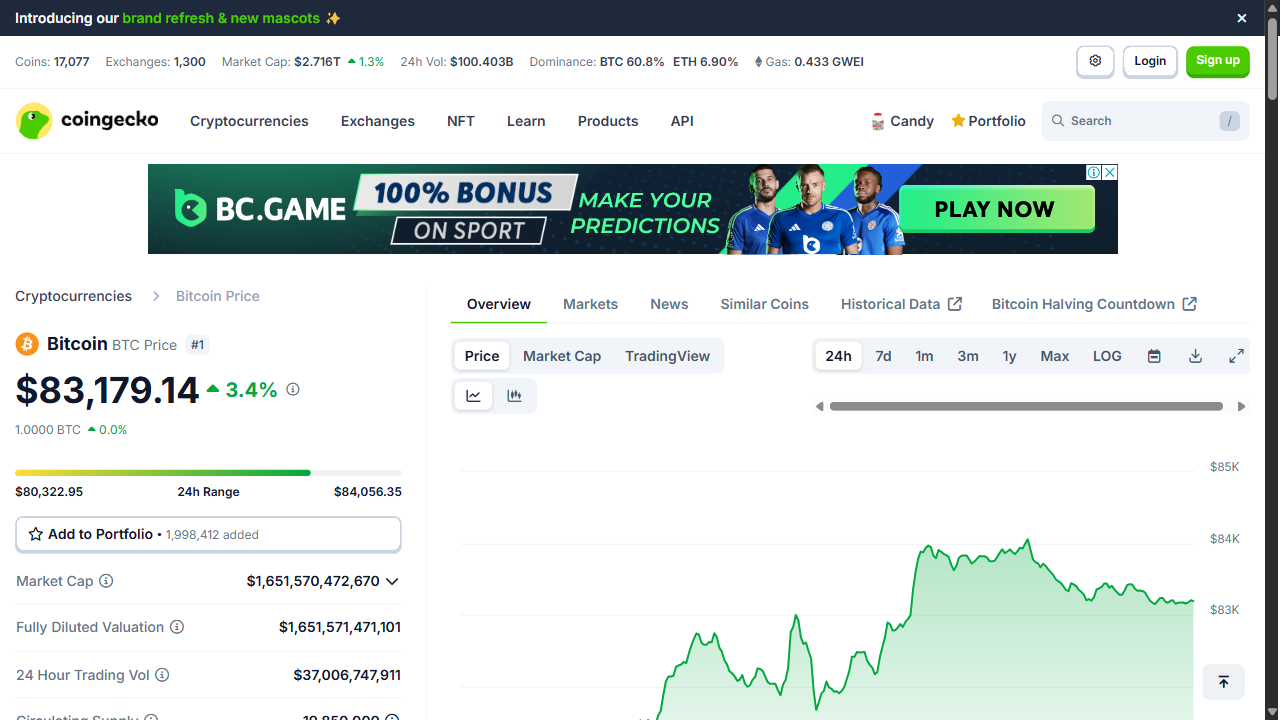 Introducing our brand refresh & new mascots ✨
Coins: 17,077 Exchanges: 1,300 Market Cap: $2.716T 1.3% 24h Vol: $100.403B Dominance: BTC 60.8% ETH 6.90% Gas: 0.433 GWEI
Login
Sign up
coingecko
Cryptocurrencies Exchanges NFT Learn Products API
Candy Portfolio
Search /
BC.GAME
100% BONUS
ON SPORT
MAKE YOUR
PREDICTIONS
PLAY NOW
Cryptocurrencies Bitcoin Price
Bitcoin BTC Price #1
$83,179.14 3.4%
1.0000 BTC 0.0%
$80,322.95 24h Range $84,056.35
Add to Portfolio • 1,998,412 added
Market Cap $1,651,570,472,670
Fully Diluted Valuation $1,651,571,471,101
24 Hour Trading Vol $37,006,747,911
Circulating Supply 19,850,000
Overview Markets News Similar Coins Historical Data Bitcoin Halving Countdown
Price Market Cap TradingView
24h 7d 1m 3m 1y Max LOG
$85K
$84K
$83K